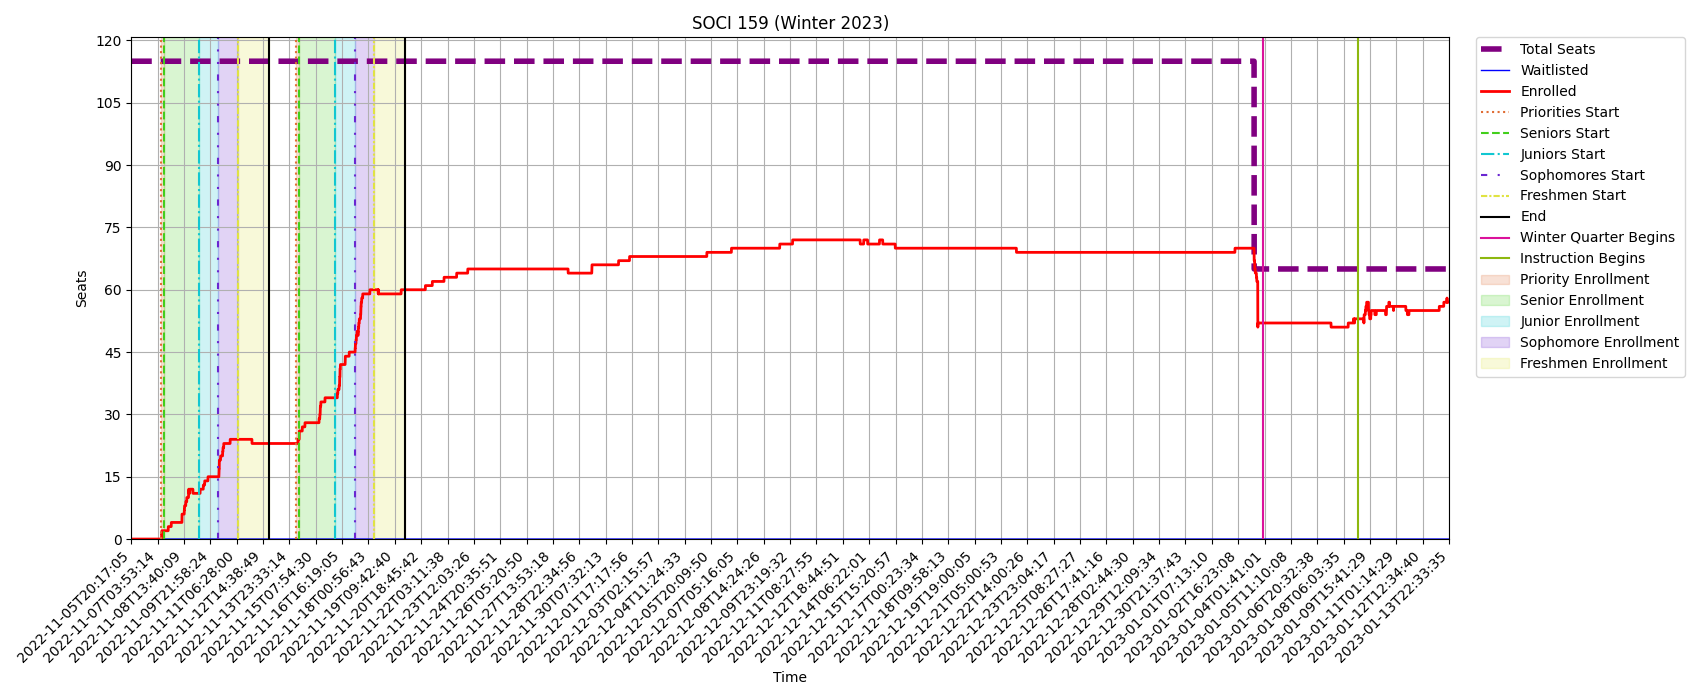 SOCI 159 (Winter 2023)
120
105
90
75
60
45
30
15
0
Seats
2022-11-05T20:17:05
2022-11-07T03:53:14
2022-11-08T13:40:09
2022-11-09T21:58:24
2022-11-11T06:28:00
2022-11-12T14:38:49
2022-11-13T23:33:14
2022-11-15T07:54:30
2022-11-16T16:19:05
2022-11-18T00:56:43
2022-11-19T09:42:40
2022-11-20T18:45:42
2022-11-22T03:11:38
2022-11-23T12:03:26
2022-11-24T20:35:51
2022-11-26T05:20:50
2022-11-27T13:53:18
2022-11-28T22:34:56
2022-11-30T07:32:13
2022-12-01T17:17:56
2022-12-03T02:15:57
2022-12-04T11:24:33
2022-12-05T20:09:50
2022-12-07T05:16:05
2022-12-08T14:24:26
2022-12-09T23:19:32
2022-12-11T08:27:55
2022-12-12T18:44:51
2022-12-14T06:22:01
2022-12-15T15:20:57
2022-12-17T00:23:34
2022-12-18T09:58:13
2022-12-19T19:00:05
2022-12-21T05:00:53
2022-12-22T14:00:26
2022-12-23T23:04:17
2022-12-25T08:27:27
2022-12-26T17:41:16
2022-12-28T02:44:30
2022-12-29T12:09:34
2022-12-30T21:37:43
2023-01-01T07:13:10
2023-01-02T16:23:08
2023-01-04T01:41:01
2023-01-05T11:10:08
2023-01-06T20:32:38
2023-01-08T06:03:35
2023-01-09T15:41:29
2023-01-11T01:14:29
2023-01-12T12:34:40
2023-01-13T22:33:35
Time
Total Seats
Waitlisted
Enrolled
Priorities Start
Seniors Start
Juniors Start
Sophomores Start
Freshmen Start
End
Winter Quarter Begins
Instruction Begins
Priority Enrollment
Senior Enrollment
Junior Enrollment
Sophomore Enrollment
Freshmen Enrollment